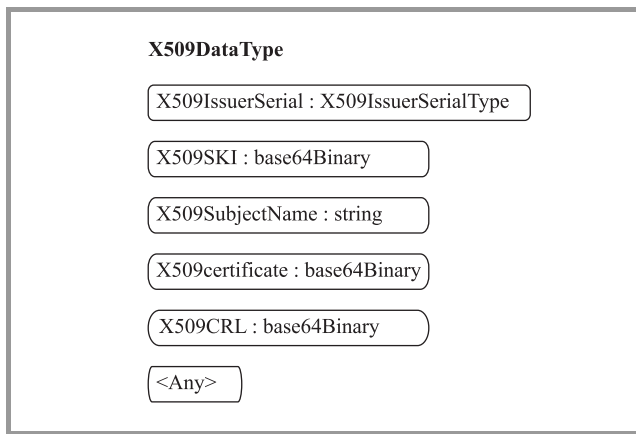 X509DataType
X509IssuerSerial : X509IssuerSerialType
X509SKI : base64Binary
X509SubjectName : string
X509certificate : base64Binary
X509CRL : base64Binary
<Any>